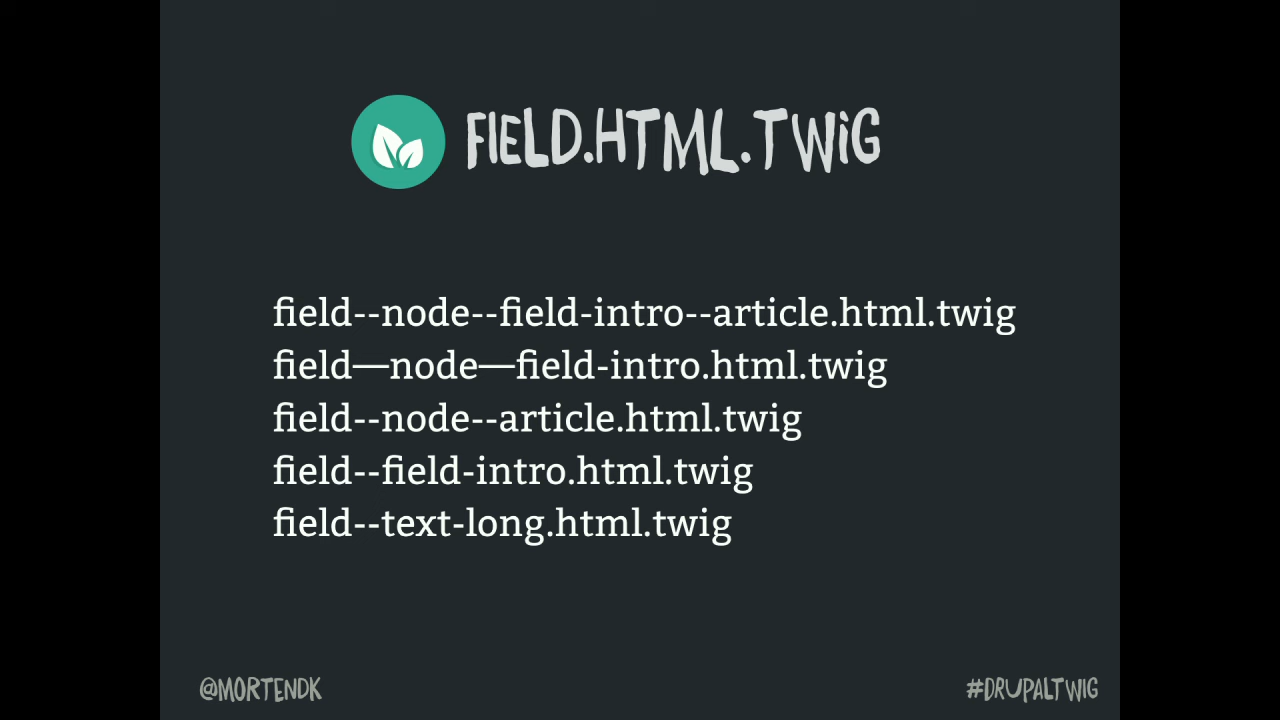 FIELD.HTML.TWiG
field--node--field-intro--article.html.twig
field—node—field-intro.html.twig
field--node--article.html.twig
field--field-intro.html.twig
field--text-long.html.twig
@MORTENDK
#DRUPALTWIG